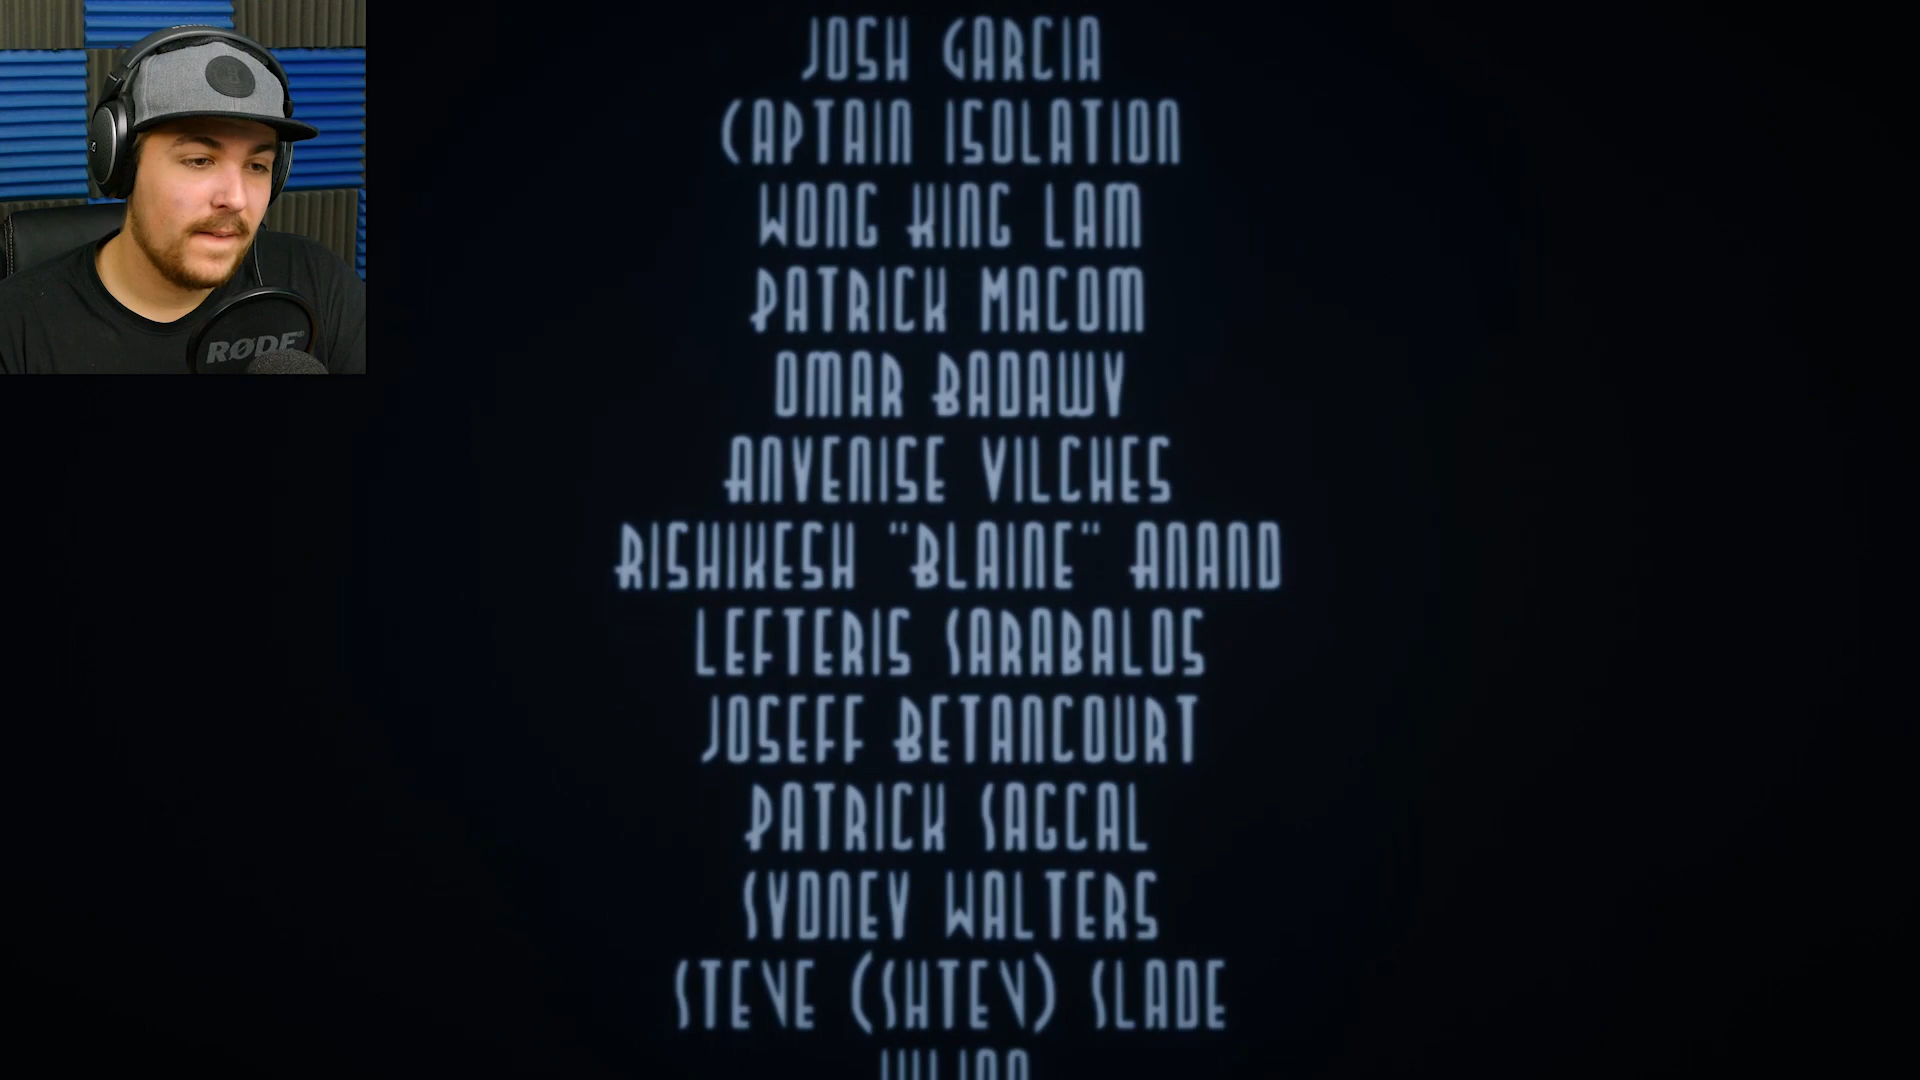 JOSH GARCIA
CAPTAIN ISOLATION
WONG KING LAM
PATRICK MACOM
OMAR BADAWY
ANVENISE VILCHES
RISHIKESH "BLAINE" ANAND
LEFTERIS SARABALOS
JOSEFF BETANCOURT
PATRICK SAGCAL
SYDNEY WALTERS
STEVE (SHTEV) SLADE
RØDE